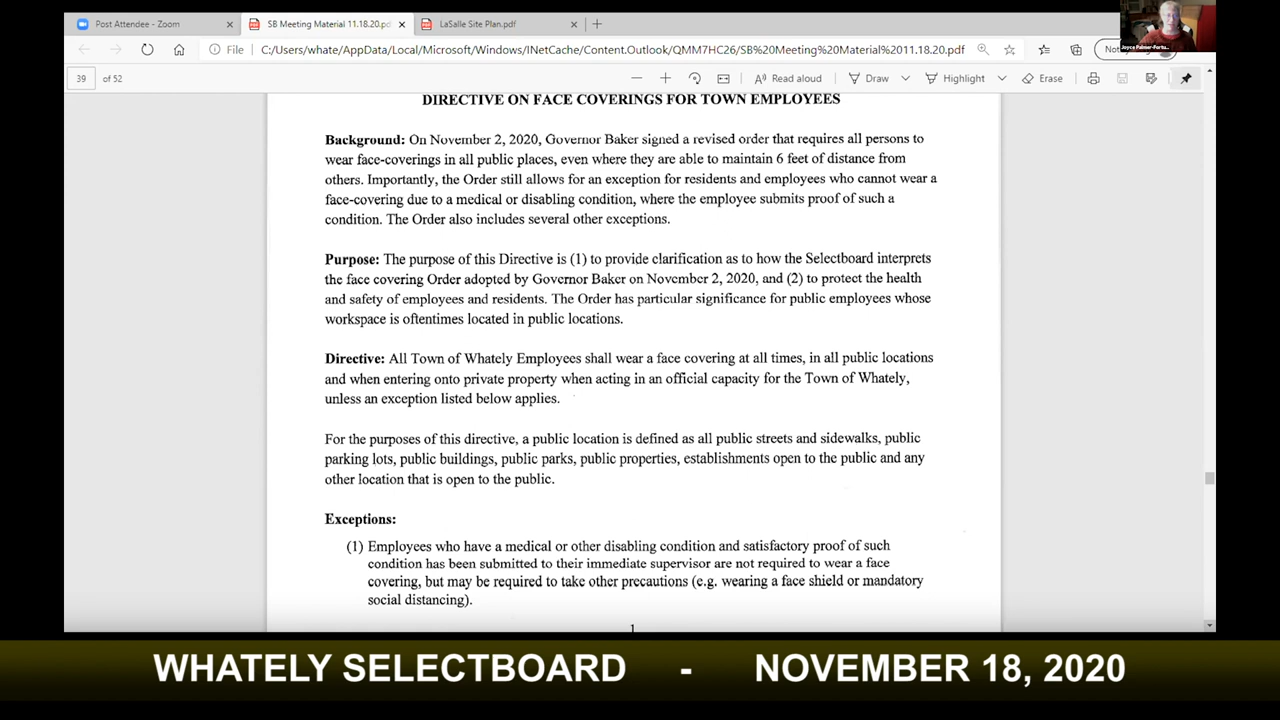 Post Attendee - Zoom
SB Meeting Material 11.18.20.pd
LaSalle Site Plan.pdf
File
C:/Users/whate/AppData/Local/Microsoft/Windows/INetCache/Content.Outlook/QMM7HC26/SB%20Meeting%20Material%2011.18.20.pdf
39 of 52
Read aloud
Draw
Highlight
Erase
DIRECTIVE ON FACE COVERINGS FOR TOWN EMPLOYEES
Background: On November 2, 2020, Governor Baker signed a revised order that requires all persons to
wear face-coverings in all public places, even where they are able to maintain 6 feet of distance from
others. Importantly, the Order still allows for an exception for residents and employees who cannot wear a
face-covering due to a medical or disabling condition, where the employee submits proof of such a
condition. The Order also includes several other exceptions.
Purpose: The purpose of this Directive is (1) to provide clarification as to how the Selectboard interprets
the face covering Order adopted by Governor Baker on November 2, 2020, and (2) to protect the health
and safety of employees and residents. The Order has particular significance for public employees whose
workspace is oftentimes located in public locations.
Directive: All Town of Whately Employees shall wear a face covering at all times, in all public locations
and when entering onto private property when acting in an official capacity for the Town of Whately,
unless an exception listed below applies.
For the purposes of this directive, a public location is defined as all public streets and sidewalks, public
parking lots, public buildings, public parks, public properties, establishments open to the public and any
other location that is open to the public.
Exceptions:
(1) Employees who have a medical or other disabling condition and satisfactory proof of such
condition has been submitted to their immediate supervisor are not required to wear a face
covering, but may be required to take other precautions (e.g. wearing a face shield or mandatory
social distancing).
1
WHATELY SELECTBOARD - NOVEMBER 18, 2020